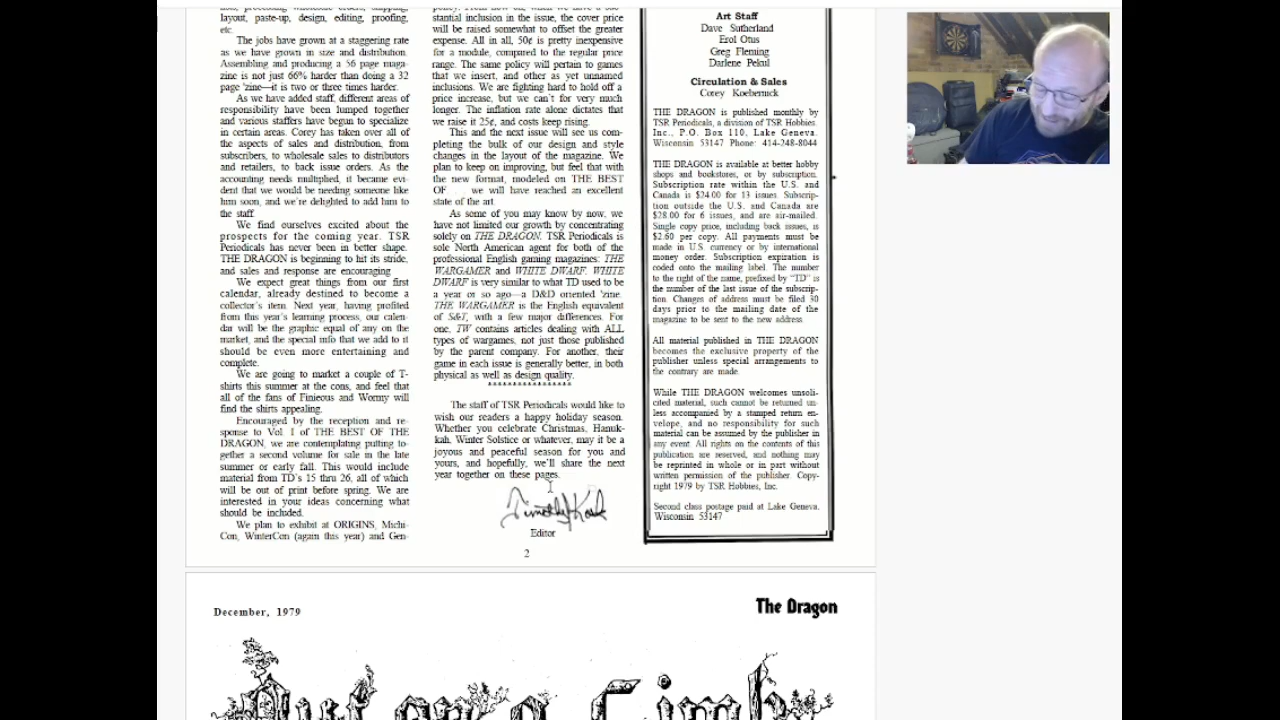 layout, paste-up, design, editing, proofing,
etc.
The jobs have grown at a staggering rate
as we have grown in size and distribution.
Assembling and producing a 56 page maga-
zine is not just 66% harder than doing a 32
page 'zine—it is two or three times harder.
As we have added staff, different areas of
responsibility have been lumped together
and various staffers have begun to specialize
in certain areas. Corey has taken over all of
the aspects of sales and distribution, from
subscribers, to wholesale sales to distributors
and retailers, to back issue orders. As the
accounting needs multiplied, it became evi-
dent that we would be needing someone like
him soon, and we're delighted to add him to
the staff.
We find ourselves excited about the
prospects for the coming year. TSR
Periodicals has never been in better shape.
THE DRAGON is beginning to hit its stride,
and sales and response are encouraging
We expect great things from our first
calendar, already destined to become a
collector's item. Next year, having profited
from this year's learning process, our calen-
dar will be the graphic equal of any on the
market, and the special info that we add to it
should be even more entertaining and
complete.
We are going to market a couple of T-
shirts this summer at the cons, and feel that
all of the fans of Finieous and Wormy will
find the shirts appealing.
Encouraged by the reception and re-
sponse to Vol. I of THE BEST OF THE
DRAGON, we are contemplating putting to-
gether a second volume for sale in the late
summer or early fall. This would include
material from TD's 15 thru 26, all of which
will be out of print before spring. We are
interested in your ideas concerning what
should be included.
We plan to exhibit at ORIGINS, Michi-
Con, WinterCon (again this year) and Gen-
stantial inclusion in the issue, the cover price
will be raised somewhat to offset the greater
expense. All in all, 50¢ is pretty inexpensive
for a module, compared to the regular price
range. The same policy will pertain to games
that we insert, and other as yet unnamed
inclusions. We are fighting hard to hold off a
price increase, but we can't for very much
longer. The inflation rate alone dictates that
we raise it 25¢, and costs keep rising.
This and the next issue will see us com-
pleting the bulk of our design and style
changes in the layout of the magazine. We
plan to keep on improving, but feel that with
the new format, modeled on THE BEST
OF we will have reached an excellent
state of the art.
As some of you may know by now, we
have not limited our growth by concentrating
solely on THE DRAGON. TSR Periodicals is
sole North American agent for both of the
professional English gaming magazines: THE
WARGAMER and WHITE DWARF. WHITE
DWARF is very similar to what TD used to be
a year or so ago—a D&D oriented 'zine.
THE WARGAMER is the English equivalent
of S&T, with a few major differences. For
one, TW contains articles dealing with ALL
types of wargames, not just those published
by the parent company. For another, their
game in each issue is generally better, in both
physical as well as design quality.
*****************
The staff of TSR Periodicals would like to
wish our readers a happy holiday season.
Whether you celebrate Christmas, Hanuk-
kah, Winter Solstice or whatever, may it be a
joyous and peaceful season for you and
yours, and hopefully, we'll share the next
year together on these pages.
Editor
2
Art Staff
Dave Sutherland
Erol Otus
Greg Fleming
Darlene Pekul
Circulation & Sales
Corey Koebernick
THE DRAGON is published monthly by
TSR Periodicals, a division of TSR Hobbies.
Inc., P.O. Box 110, Lake Geneva.
Wisconsin 53147 Phone: 414-248-8044
THE DRAGON is available at better hobby
shops and bookstores, or by subscription.
Subscription rate within the U.S. and
Canada is $24.00 for 13 issues. Subscrip-
tion outside the U.S. and Canada are
$28.00 for 6 issues, and are air-mailed.
Single copy price, including back issues, is
$2.60 per copy. All payments must be
made in U.S. currency or by international
money order. Subscription expiration is
coded onto the mailing label. The number
to the right of the name, prefixed by "TD" is
the number of the last issue of the subscrip-
tion. Changes of address must be filed 30
days prior to the mailing date of the
magazine to be sent to the new address.
All material published in THE DRAGON
becomes the exclusive property of the
publisher unless special arrangements to
the contrary are made.
While THE DRAGON welcomes unsoli-
cited material, such cannot be returned un-
less accompanied by a stamped return en-
velope, and no responsibility for such
material can be assumed by the publisher in
any event. All rights on the contents of this
publication are reserved, and nothing may
be reprinted in whole or in part without
written permission of the publisher. Copy-
right 1979 by TSR Hobbies, Inc.
Second class postage paid at Lake Geneva.
Wisconsin 53147
December, 1979
The Dragon
Out on a Limb